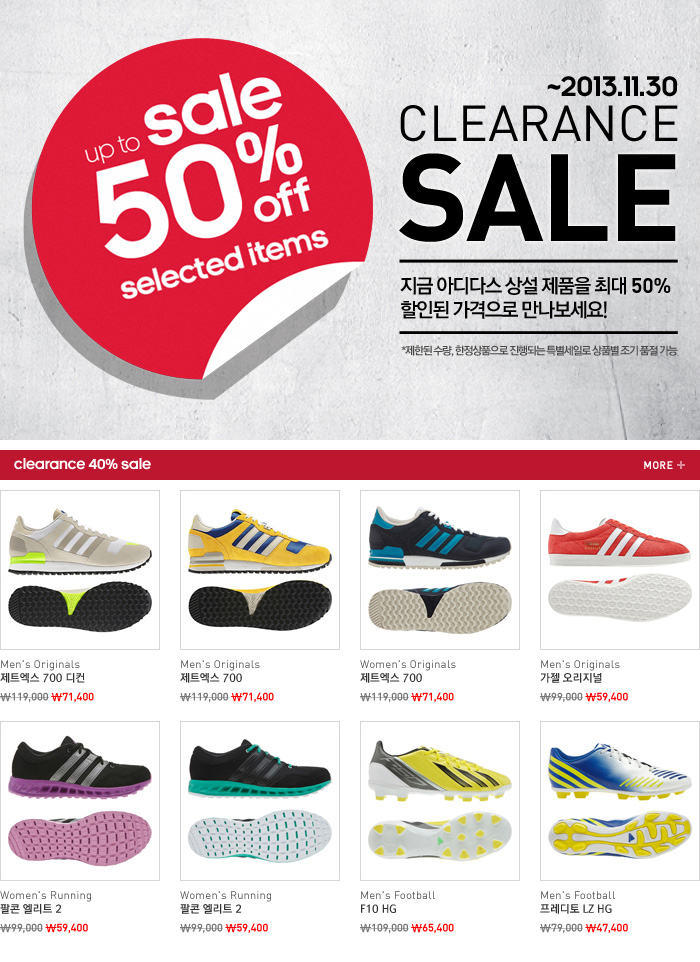 up to sale
50% off
selected items
~2013.11.30
CLEARANCE
SALE
지금 아디다스 상설 제품을 최대 50%
할인된 가격으로 만나보세요!
*제한된 수량, 한정상품으로 진행되는 특별세일로 상품별 조기 품절 가능
clearance 40% sale
MORE +
Men's Originals
제트엑스 700 디컨
₩119,000 ₩71,400
Men's Originals
제트엑스 700
₩119,000 ₩71,400
Women's Originals
제트엑스 700
₩119,000 ₩71,400
Men's Originals
가젤 오리지널
₩99,000 ₩59,400
Women's Running
팔콘 엘리트 2
₩99,000 ₩59,400
Women's Running
팔콘 엘리트 2
₩99,000 ₩59,400
Men's Football
F10 HG
₩109,000 ₩65,400
Men's Football
프레디토 LZ HG
₩79,000 ₩47,400